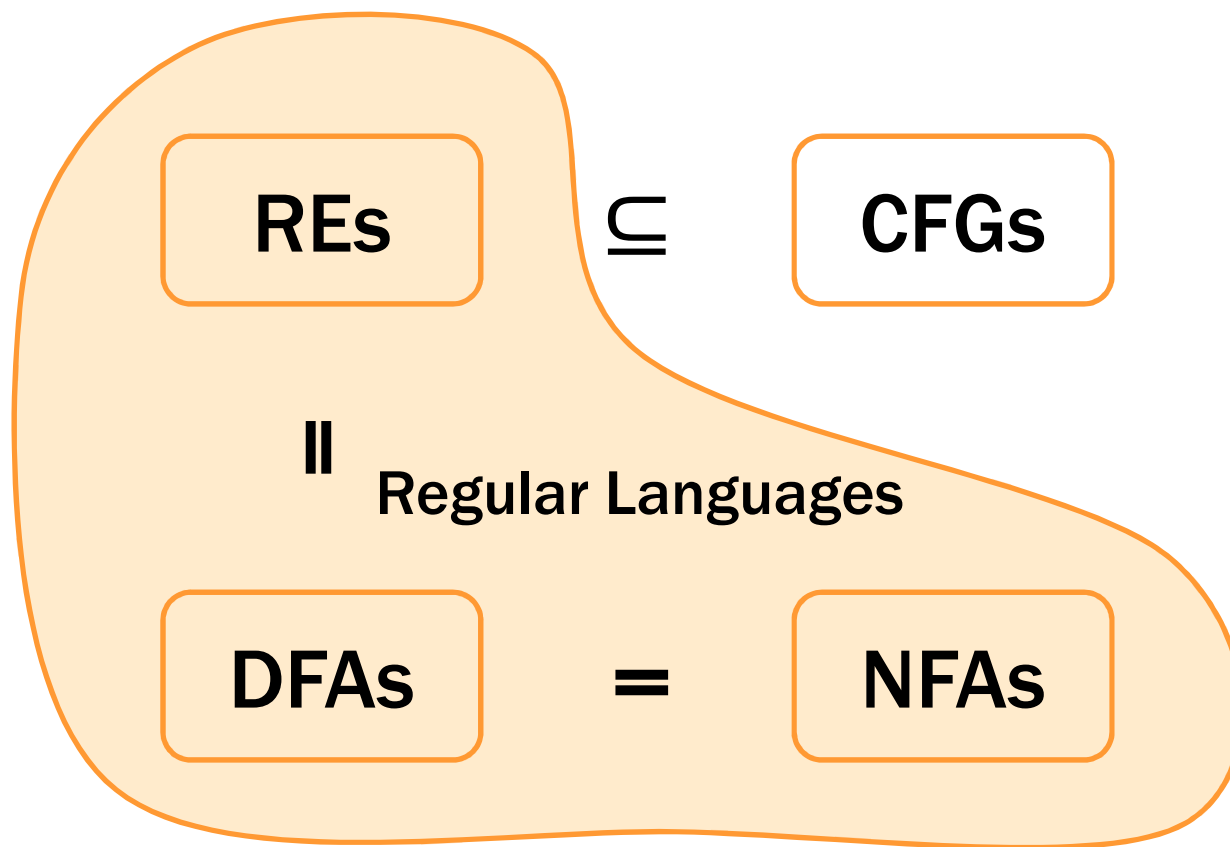 REs ⊆ CFGs
=
Regular Languages
DFAs = NFAs